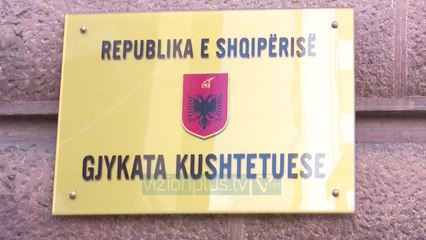 REPUBLIKA E SHQIPËRISË
GJYKATA KUSHTETUESE
vizionplus.tv